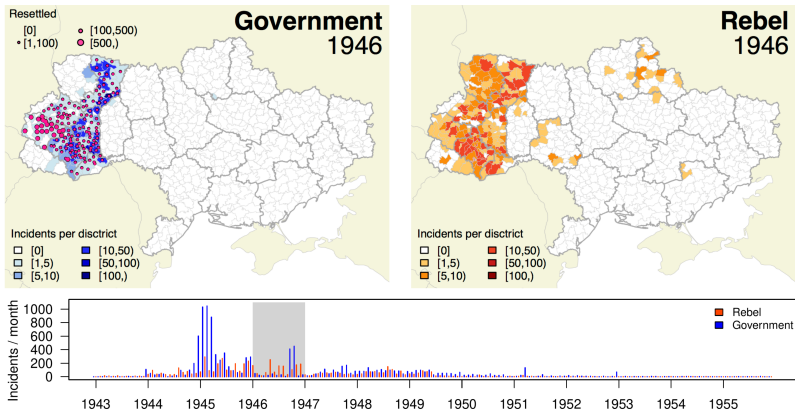 Resettled
[0]
[1,100)
[100,500)
[500,)
Government
1946
Incidents per disctrict
[0]
[1,5)
[5,10)
[10,50)
[50,100)
[100,)
Rebel
1946
Incidents per disctrict
[0]
[1,5)
[5,10)
[10,50)
[50,100)
[100,)
Incidents / month
1000
800
600
400
200
0
Rebel
Government
1943 1944 1945 1946 1947 1948 1949 1950 1951 1952 1953 1954 1955